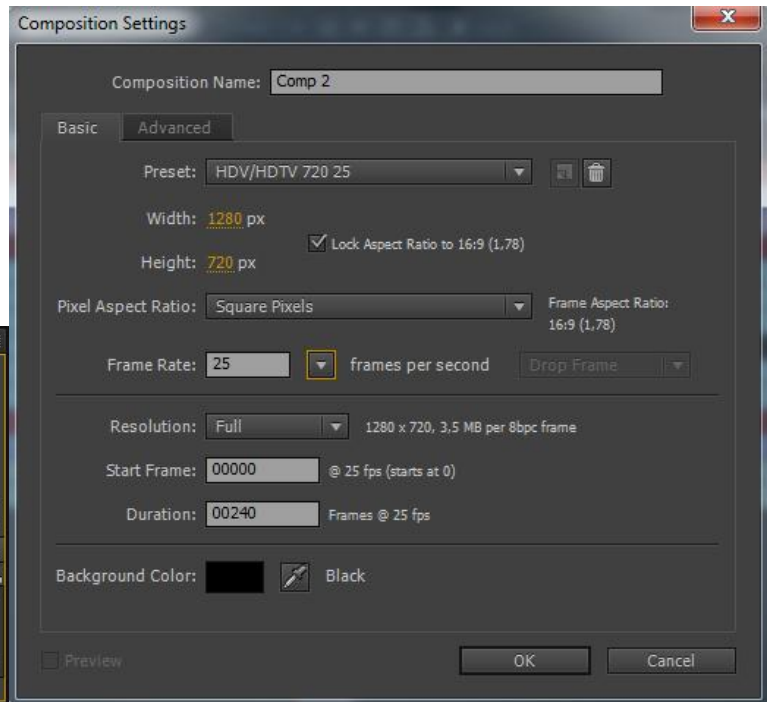 Composition Settings
Composition Name: Comp 2
Basic Advanced
Preset: HDV/HDTV 720 25
Width: 1280 px
Lock Aspect Ratio to 16:9 (1,78)
Height: 720 px
Pixel Aspect Ratio: Square Pixels
Frame Aspect Ratio:
16:9 (1,78)
Frame Rate: 25 frames per second Drop Frame
Resolution: Full 1280 x 720, 3,5 MB per 8bpc frame
Start Frame: 00000 @ 25 fps (starts at 0)
Duration: 00240 Frames @ 25 fps
Background Color: Black
Preview OK Cancel